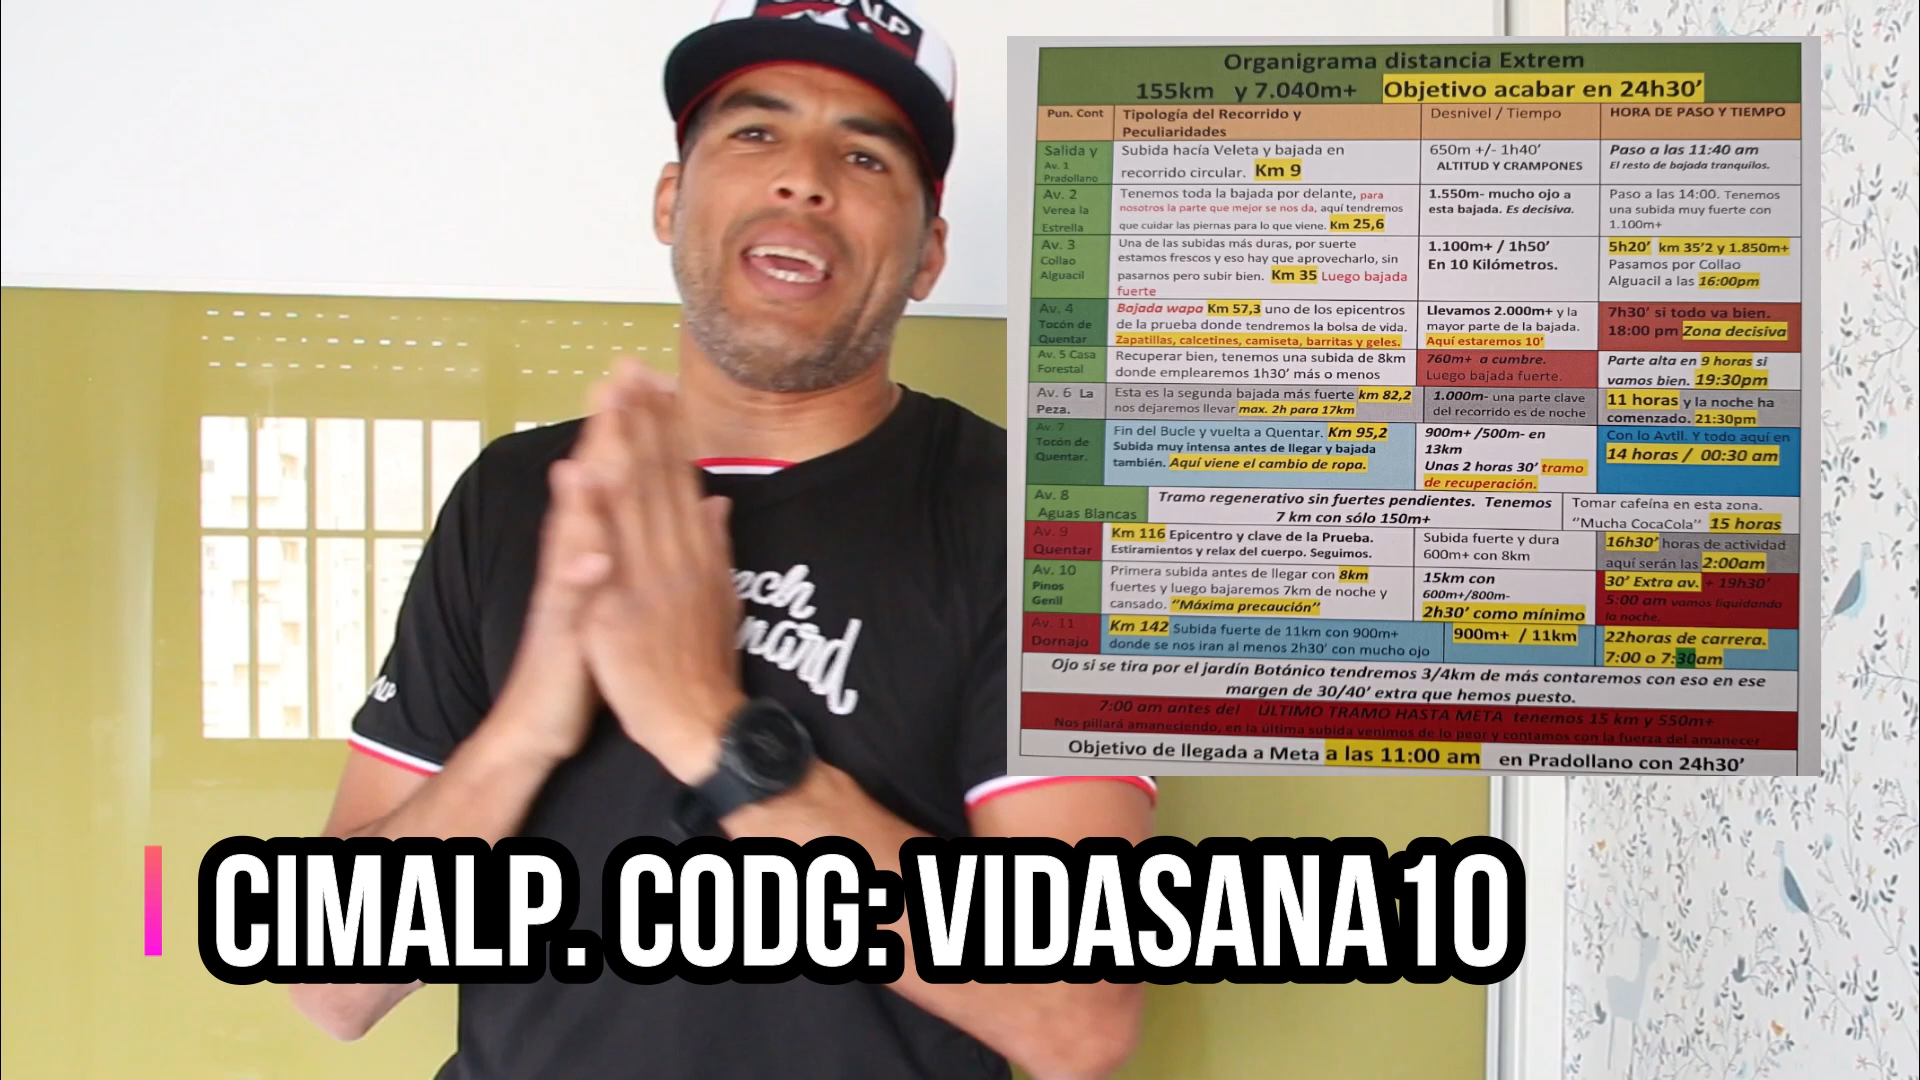 Organigrama distancia Extrem
155km y 7.040m+ Objetivo acabar en 24h30’
Pun. Cont
Tipología del Recorrido y
Peculiaridades
Desnivel / Tiempo
HORA DE PASO Y TIEMPO
Salida y
Av. 1
Pradollano
Subida hacía Veleta y bajada en
recorrido circular. Km 9
650m +/- 1h40’
ALTITUD Y CRAMPONES
Paso a las 11:40 am
El resto de bajada tranquilos.
Av. 2
Verea la
Estrella
Tenemos toda la bajada por delante, para
nosotros la parte que mejor se nos da, aquí tendremos
que cuidar las piernas para lo que viene. Km 25,6
1.550m- mucho ojo a
esta bajada. Es decisiva.
Paso a las 14:00. Tenemos
una subida muy fuerte con
1.100m+
Av. 3
Collao
Alguacil
Una de las subidas más duras, por suerte
estamos frescos y eso hay que aprovecharlo, sin
pasarnos pero subir bien. Km 35 Luego bajada
fuerte
1.100m+ / 1h50’
En 10 Kilómetros.
5h20’ km 35’2 y 1.850m+
Pasamos por Collao
Alguacil a las 16:00pm
Av. 4
Tocón de
Quentar
Bajada wapa Km 57,3 uno de los epicentros
de la prueba donde tendremos la bolsa de vida.
Zapatillas, calcetines, camiseta, barritas y geles.
Llevamos 2.000m+ y la
mayor parte de la bajada.
Aquí estaremos 10’
7h30’ si todo va bien.
18:00 pm Zona decisiva
Av. 5 Casa
Forestal
Recuperar bien, tenemos una subida de 8km
donde emplearemos 1h30’ más o menos
760m+ a cumbre.
Luego bajada fuerte.
Parte alta en 9 horas si
vamos bien. 19:30pm
Av. 6 La
Peza.
Esta es la segunda bajada más fuerte km 82,2
nos dejaremos llevar max. 2h para 17km
1.000m- una parte clave
del recorrido es de noche
11 horas y la noche ha
comenzado. 21:30pm
Av. 7
Tocón de
Quentar.
Fin del Bucle y vuelta a Quentar. Km 95,2
Subida muy intensa antes de llegar y bajada
también. Aquí viene el cambio de ropa.
900m+ /500m- en
13km
Unas 2 horas 30’ tramo
de recuperación.
Con lo Avtll. Y todo aquí en
14 horas / 00:30 am
Av. 8
Aguas Blancas
Tramo regenerativo sin fuertes pendientes. Tenemos
7 km con sólo 150m+
Tomar cafeína en esta zona.
‘’Mucha CocaCola’’ 15 horas
Av. 9
Quentar
Km 116 Epicentro y clave de la Prueba.
Estiramientos y relax del cuerpo. Seguimos.
Subida fuerte y dura
600m+ con 8km
16h30’ horas de actividad
aquí serán las 2:00am
Av. 10
Pinos
Genil
Primera subida antes de llegar con 8km
fuertes y luego bajaremos 7km de noche y
cansado. ‘’Máxima precaución’’
15km con
600m+/800m-
2h30’ como mínimo
30’ Extra av. + 19h30’
5:00 am vamos liquidando
la noche.
Av. 11
Dornajo
Km 142 Subida fuerte de 11km con 900m+
donde se nos iran al menos 2h30’ con mucho ojo
900m+ / 11km
22horas de carrera.
7:00 o 7:30am
Ojo si se tira por el jardín Botánico tendremos 3/4km de más contaremos con eso en ese
margen de 30/40’ extra que hemos puesto.
7:00 am antes del ÚLTIMO TRAMO HASTA META tenemos 15 km y 550m+
Nos pillará amaneciendo, en la última subida venimos de lo peor y contamos con la fuerza del amanecer
Objetivo de llegada a Meta a las 11:00 am en Pradollano con 24h30’
CIMALP. CODG: VIDASANA10